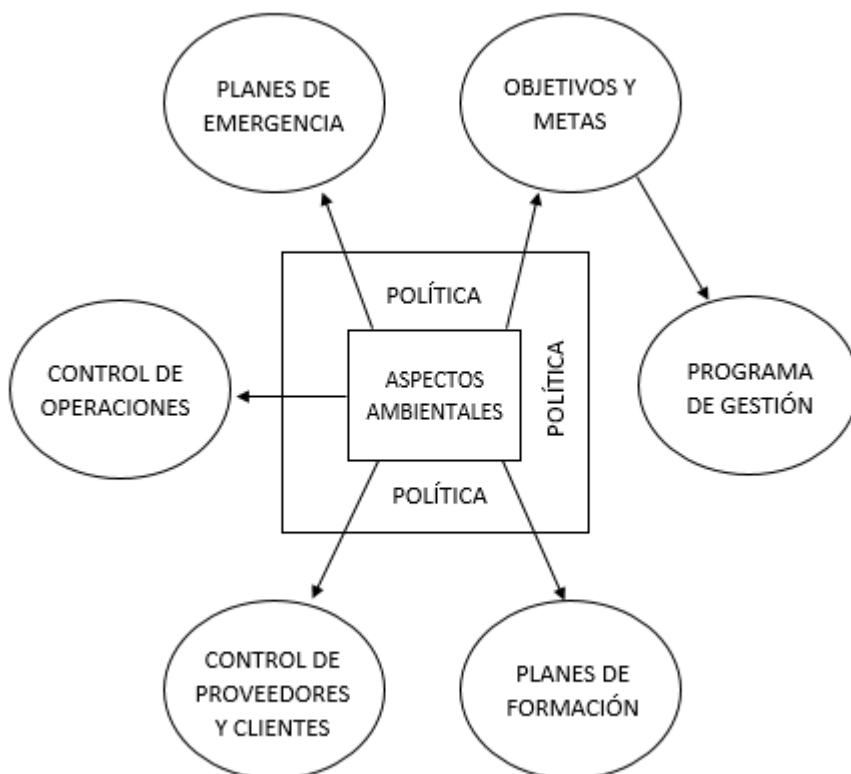 PLANES DE
EMERGENCIA
OBJETIVOS Y
METAS
POLÍTICA
POLÍTICA
ASPECTOS
AMBIENTALES
CONTROL DE
OPERACIONES
PROGRAMA
DE GESTIÓN
POLÍTICA
CONTROL DE
PROVEEDORES
Y CLIENTES
PLANES DE
FORMACIÓN